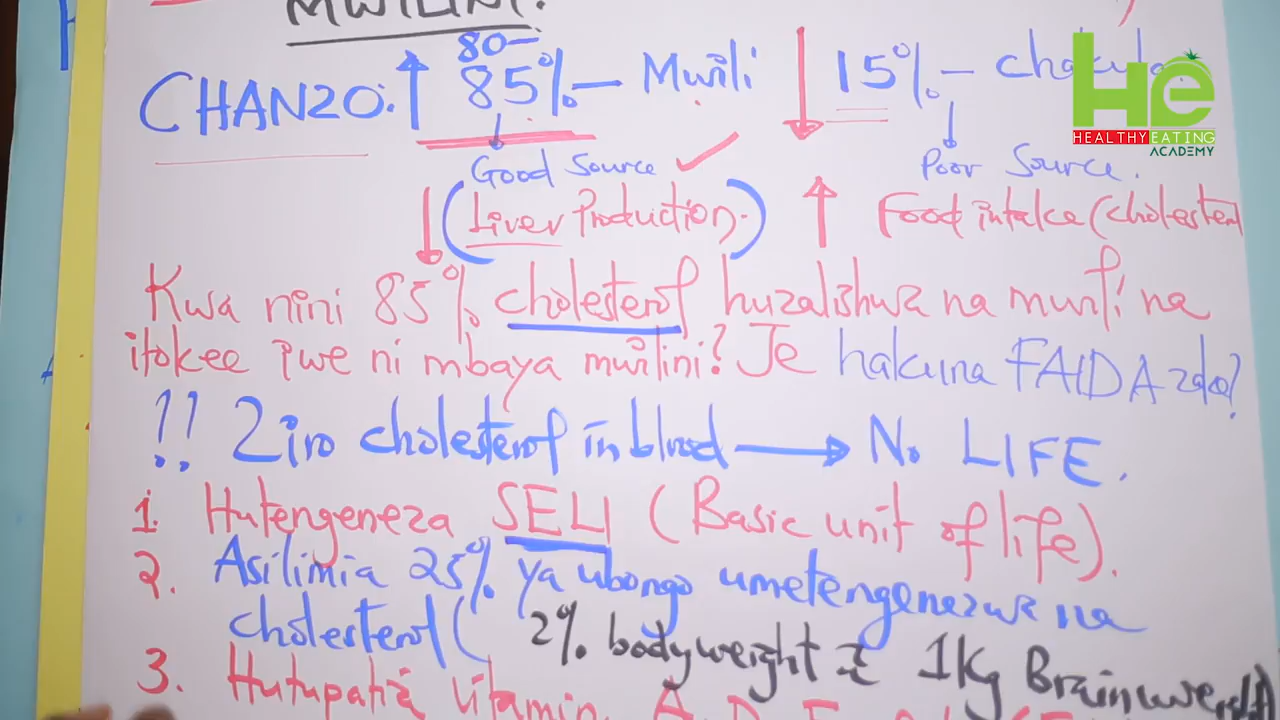 MWILINI.
80-
CHANZO: 85% - Mwili 15% - chakula
Good Source ✓ Poor Source.
(Liver Production.) Food intake (cholesterol
Kwa nini 85% cholesterol huzalishwa na mwili na
itokee iwe ni mbaya mwilini? Je hakuna FAIDA zake?
!! Ziro cholesterol in blood → No LIFE.
1. Hutengeneza SELI (Basic unit of life).
2. Asilimia 25% ya ubongo umetengenezwa na
cholesterol ( 2% bodyweight 1Kg Brain
3. Hutupatia vitamin A, D, E
He
HEALTHY EATING
ACADEMY